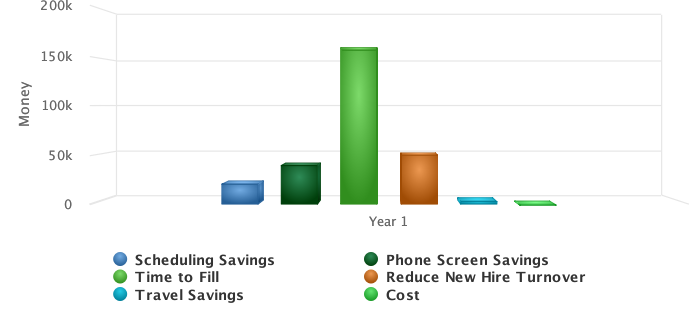 200k
150k
100k
50k
0
Money
Year 1
Scheduling Savings
Phone Screen Savings
Time to Fill
Reduce New Hire Turnover
Travel Savings
Cost